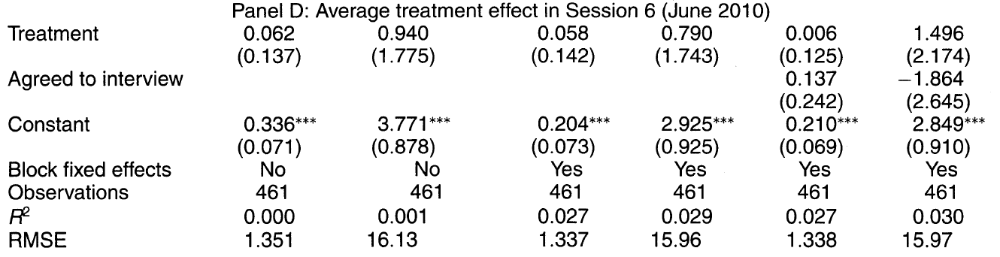 Panel D: Average treatment effect in Session 6 (June 2010)
Treatment 0.062 0.940 0.058 0.790 0.006 1.496
(0.137) (1.775) (0.142) (1.743) (0.125) (2.174)
Agreed to interview 0.137 −1.864
(0.242) (2.645)
Constant 0.336*** 3.771*** 0.204*** 2.925*** 0.210*** 2.849***
(0.071) (0.878) (0.073) (0.925) (0.069) (0.910)
Block fixed effects No No Yes Yes Yes Yes
Observations 461 461 461 461 461 461
R² 0.000 0.001 0.027 0.029 0.027 0.030
RMSE 1.351 16.13 1.337 15.96 1.338 15.97